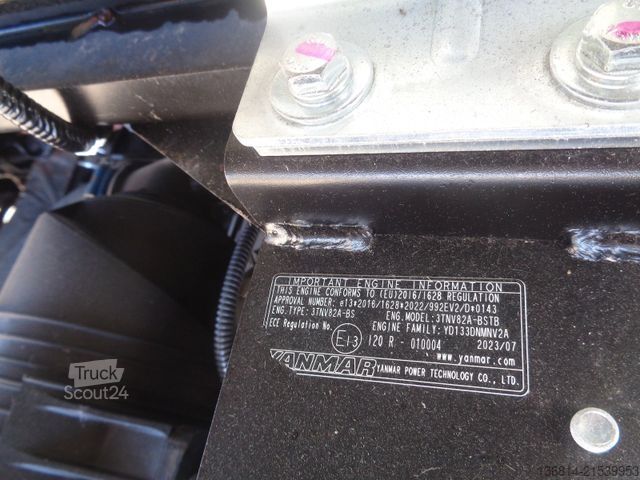 IMPORTANT ENGINE INFORMATION
THIS ENGINE CONFORMS TO (EU)2016/1628 REGULATION
APPROVAL NUMBER: e13*2016/1628*2022/992EV2/D*0143
ENG.TYPE: 3TNV82A-BS ENG.MODEL:3TNV82A-BSTB
ECE Regulation No. ENGINE FAMILY: YD133DNMNV2A
E13 120 R - 010004 2023/07
www.yanmar.com
YANMAR YANMAR POWER TECHNOLOGY CO., LTD.
Truck
Scout24
136814-21539953